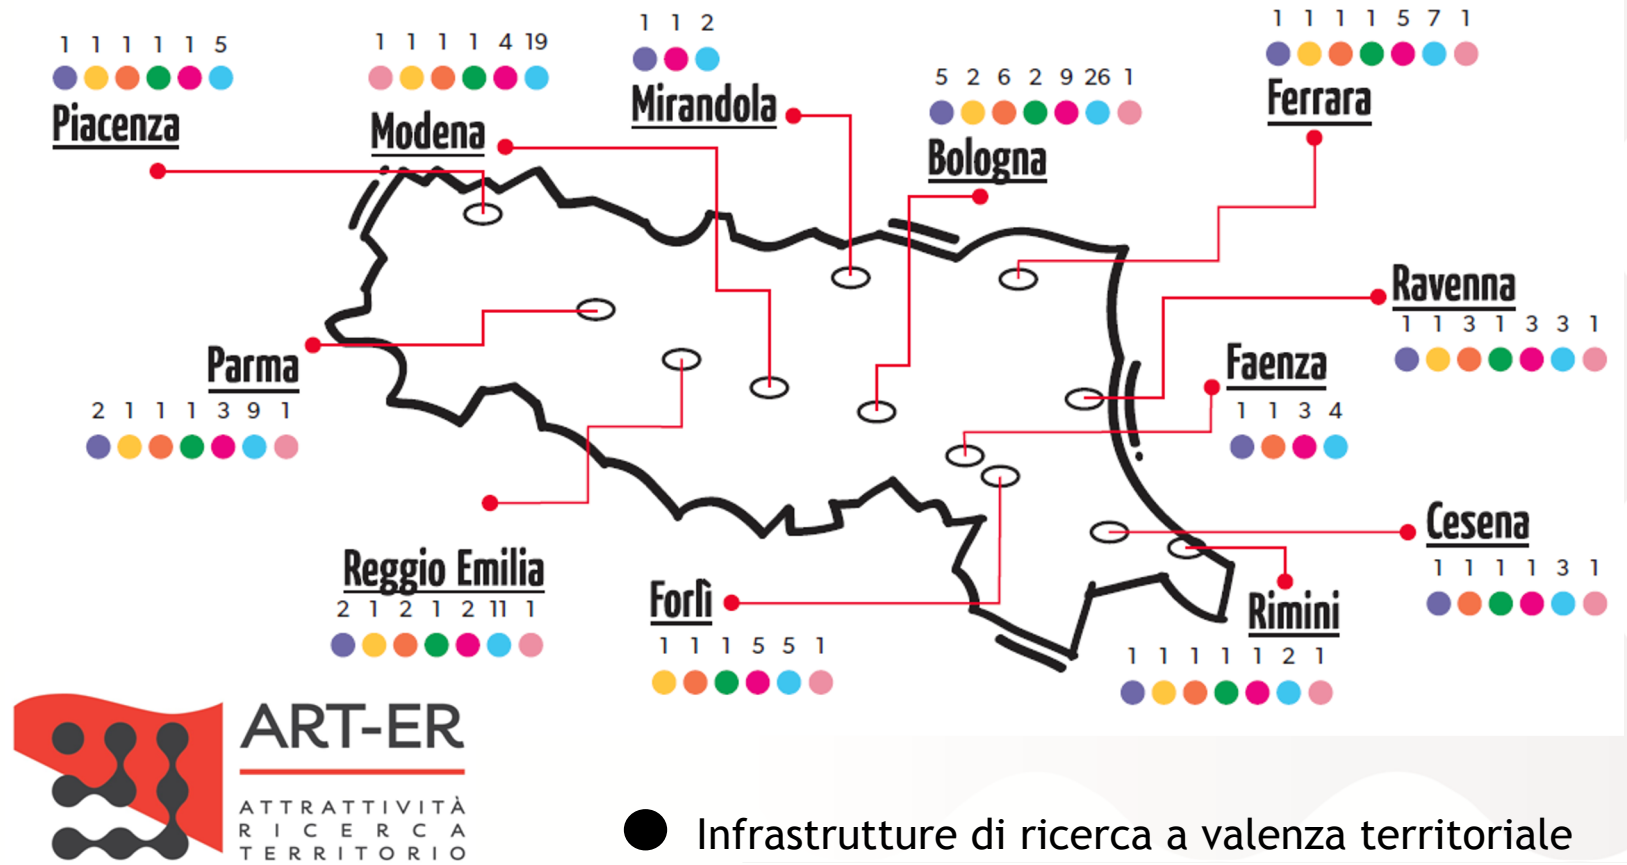 1 1 1 1 1 5
Piacenza
1 1 1 1 4 19
Modena
1 1 2
Mirandola
5 2 6 2 9 26 1
Bologna
1 1 1 1 5 7 1
Ferrara
Ravenna
1 1 3 1 3 3 1
Parma
2 1 1 1 3 9 1
Faenza
1 1 3 4
Cesena
1 1 1 1 3 1
Reggio Emilia
2 1 2 1 2 11 1
Forlì
1 1 1 5 5 1
Rimini
1 1 1 1 1 2 1
ART-ER
ATTRATTIVITÀ
RICERCA
TERRITORIO
Infrastrutture di ricerca a valenza territoriale